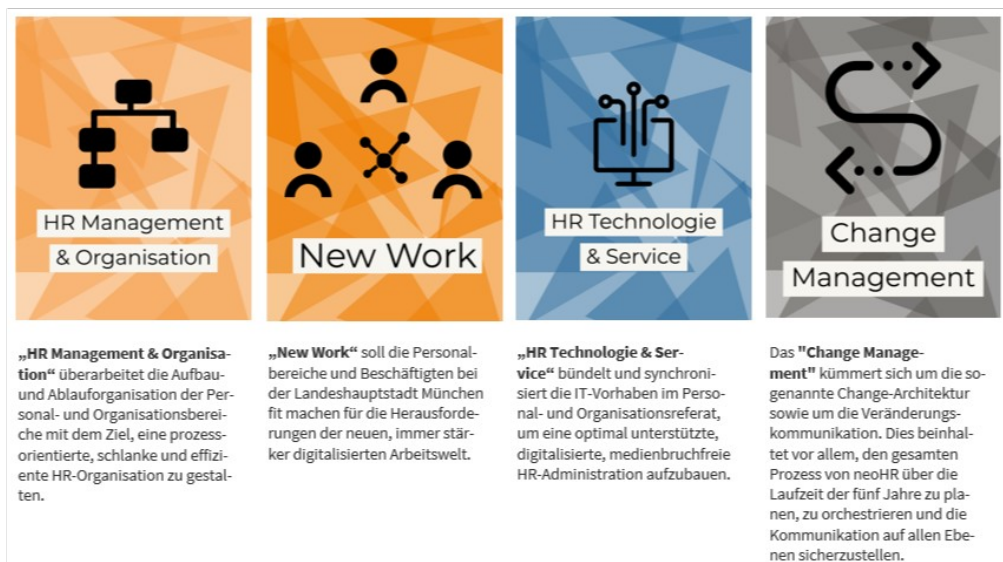 HR Management
& Organisation
New Work
HR Technologie
& Service
Change
Management
„HR Management & Organisa-
tion“ überarbeitet die Aufbau-
und Ablauforganisation der Per-
sonal- und Organisationsberei-
che mit dem Ziel, eine prozess-
orientierte, schlanke und effizi-
ente HR-Organisation zu gestal-
ten.
„New Work“ soll die Personal-
bereiche und Beschäftigten bei
der Landeshauptstadt München
fit machen für die Herausforde-
rungen der neuen, immer stär-
ker digitalisierten Arbeitswelt.
„HR Technologie & Ser-
vice“ bündelt und synchroni-
siert die IT-Vorhaben im Perso-
nal- und Organisationsreferat,
um eine optimal unterstützte,
digitalisierte, medienbruchfreie
HR-Administration aufzubauen.
Das "Change Manage-
ment" kümmert sich um die so-
genannte Change-Architektur
sowie um die Veränderungs-
kommunikation. Dies beinhal-
tet vor allem, den gesamten
Prozess von neoHR über die
Laufzeit der fünf Jahre zu pla-
nen, zu orchestrieren und die
Kommunikation auf allen Ebe-
nen sicherzustellen.